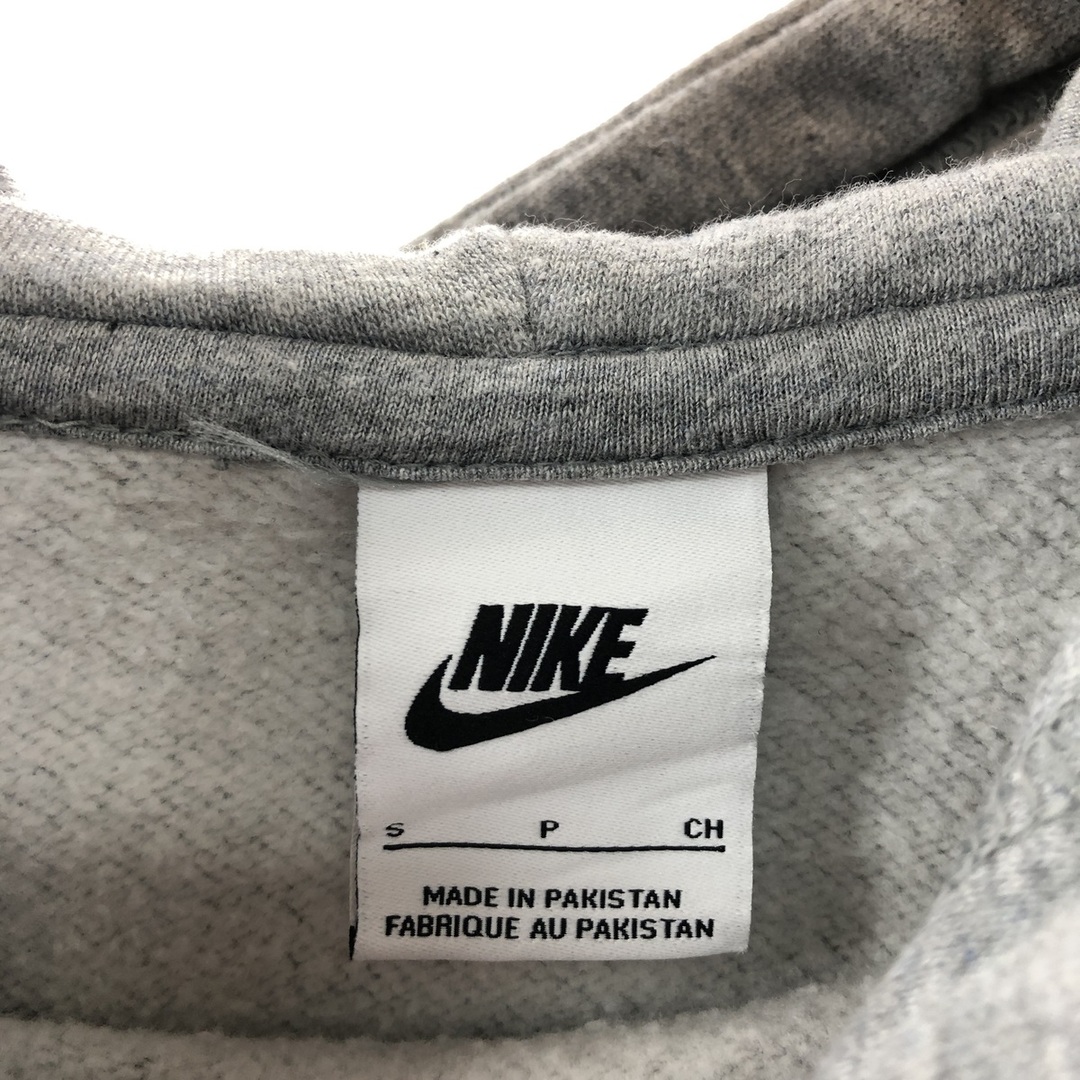 NIKE
S P CH
MADE IN PAKISTAN
FABRIQUE AU PAKISTAN